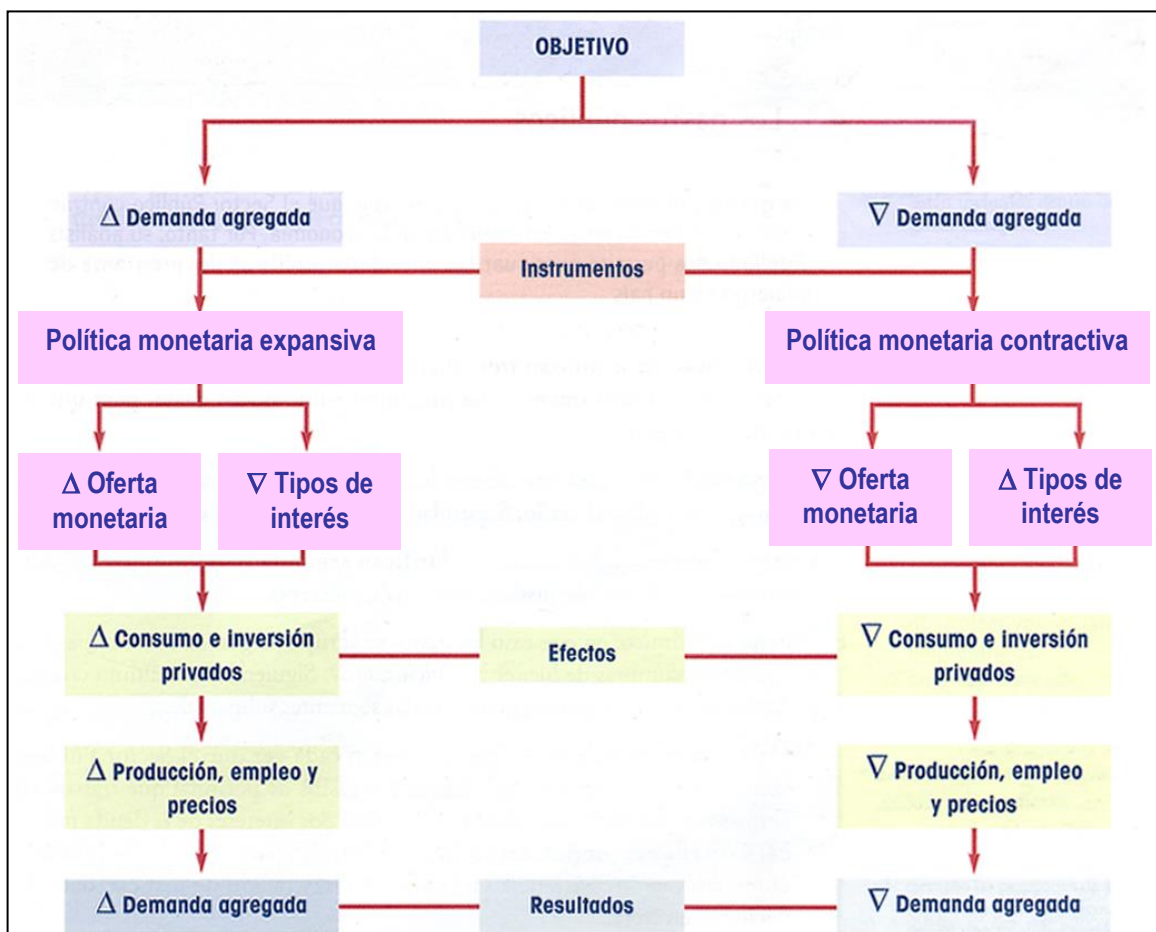 OBJETIVO
Δ Demanda agregada
∇ Demanda agregada
Instrumentos
Política monetaria expansiva
Política monetaria contractiva
Δ Oferta
monetaria
∇ Tipos de
interés
∇ Oferta
monetaria
Δ Tipos de
interés
Δ Consumo e inversión
privados
Efectos
∇ Consumo e inversión
privados
Δ Producción, empleo y
precios
∇ Producción, empleo
y precios
Δ Demanda agregada
Resultados
∇ Demanda agregada